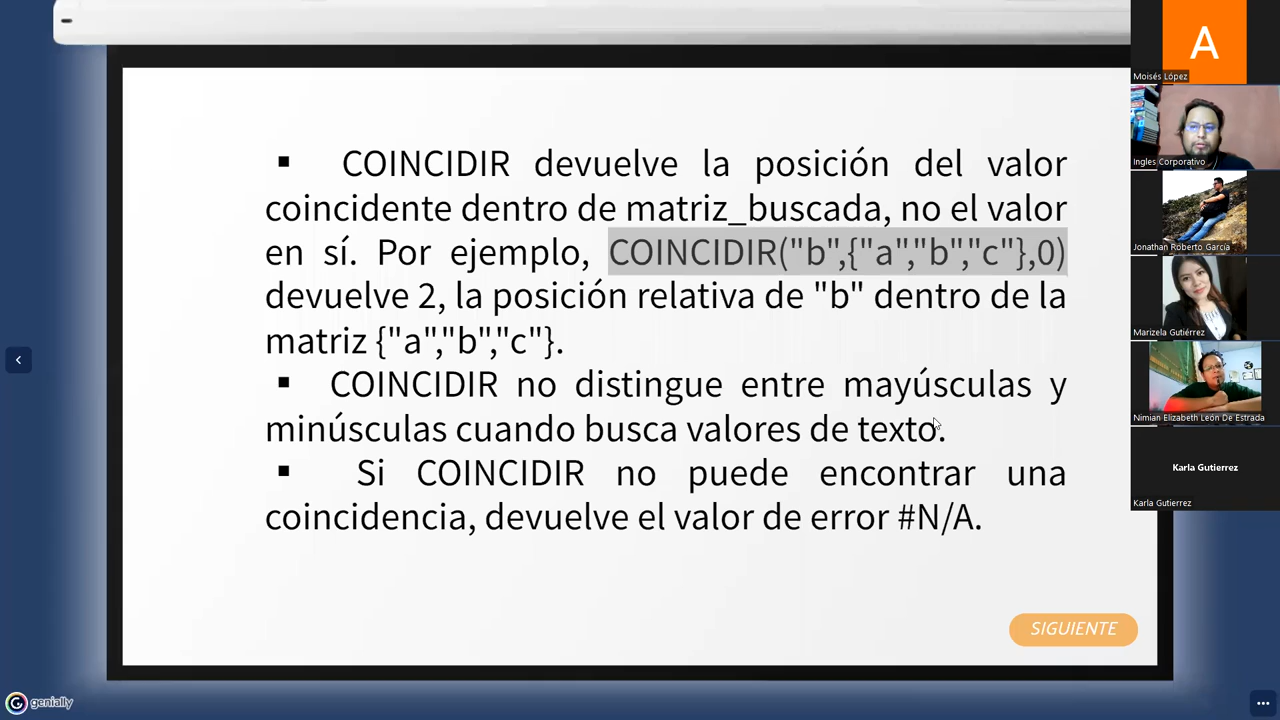 ▪ COINCIDIR devuelve la posición del valor
coincidente dentro de matriz_buscada, no el valor
en sí. Por ejemplo, COINCIDIR("b",{"a","b","c"},0)
devuelve 2, la posición relativa de "b" dentro de la
matriz {"a","b","c"}.
▪ COINCIDIR no distingue entre mayúsculas y
minúsculas cuando busca valores de texto.
▪ Si COINCIDIR no puede encontrar una
coincidencia, devuelve el valor de error #N/A.
SIGUIENTE
genially
A
Moisés López
Ingles Corporativo
Jonathan Roberto García
Marizela Gutiérrez
Nimian Elizabeth León De Estrada
Karla Gutierrez
Karla Gutierrez